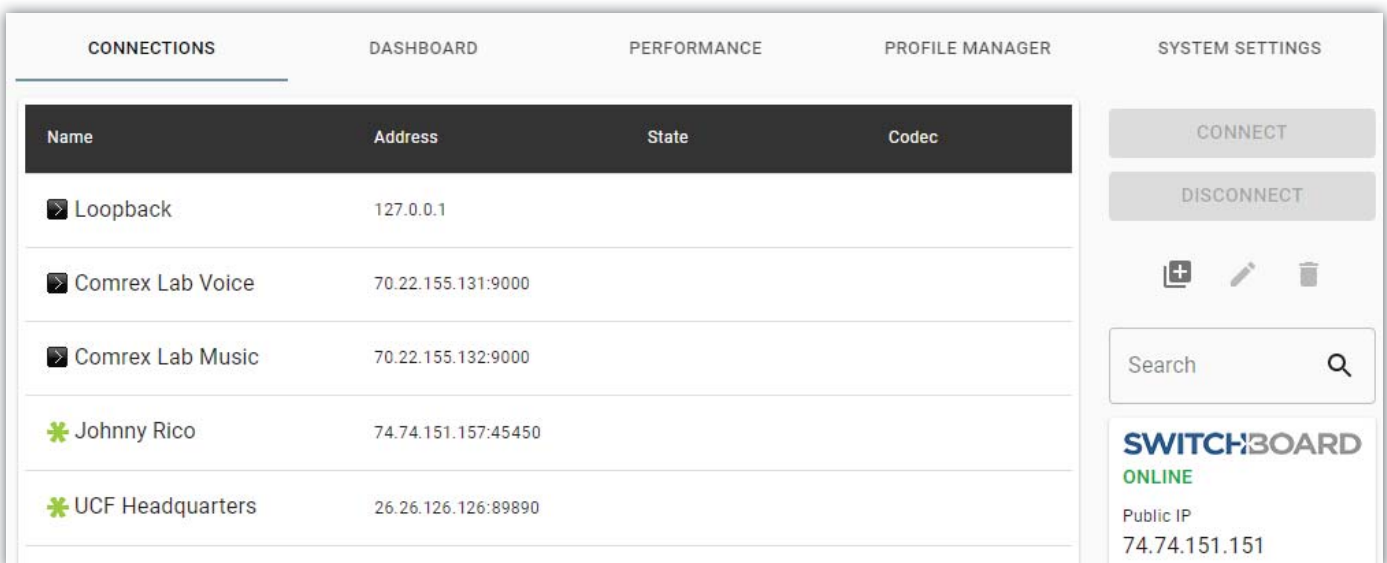 CONNECTIONS DASHBOARD PERFORMANCE PROFILE MANAGER SYSTEM SETTINGS
Name Address State Codec
CONNECT
DISCONNECT
Loopback 127.0.0.1
Comrex Lab Voice 70.22.155.131:9000
Comrex Lab Music 70.22.155.132:9000
Johnny Rico 74.74.151.157:45450
UCF Headquarters 26.26.126.126:89890
Search
SWITCHBOARD
ONLINE
Public IP
74.74.151.151